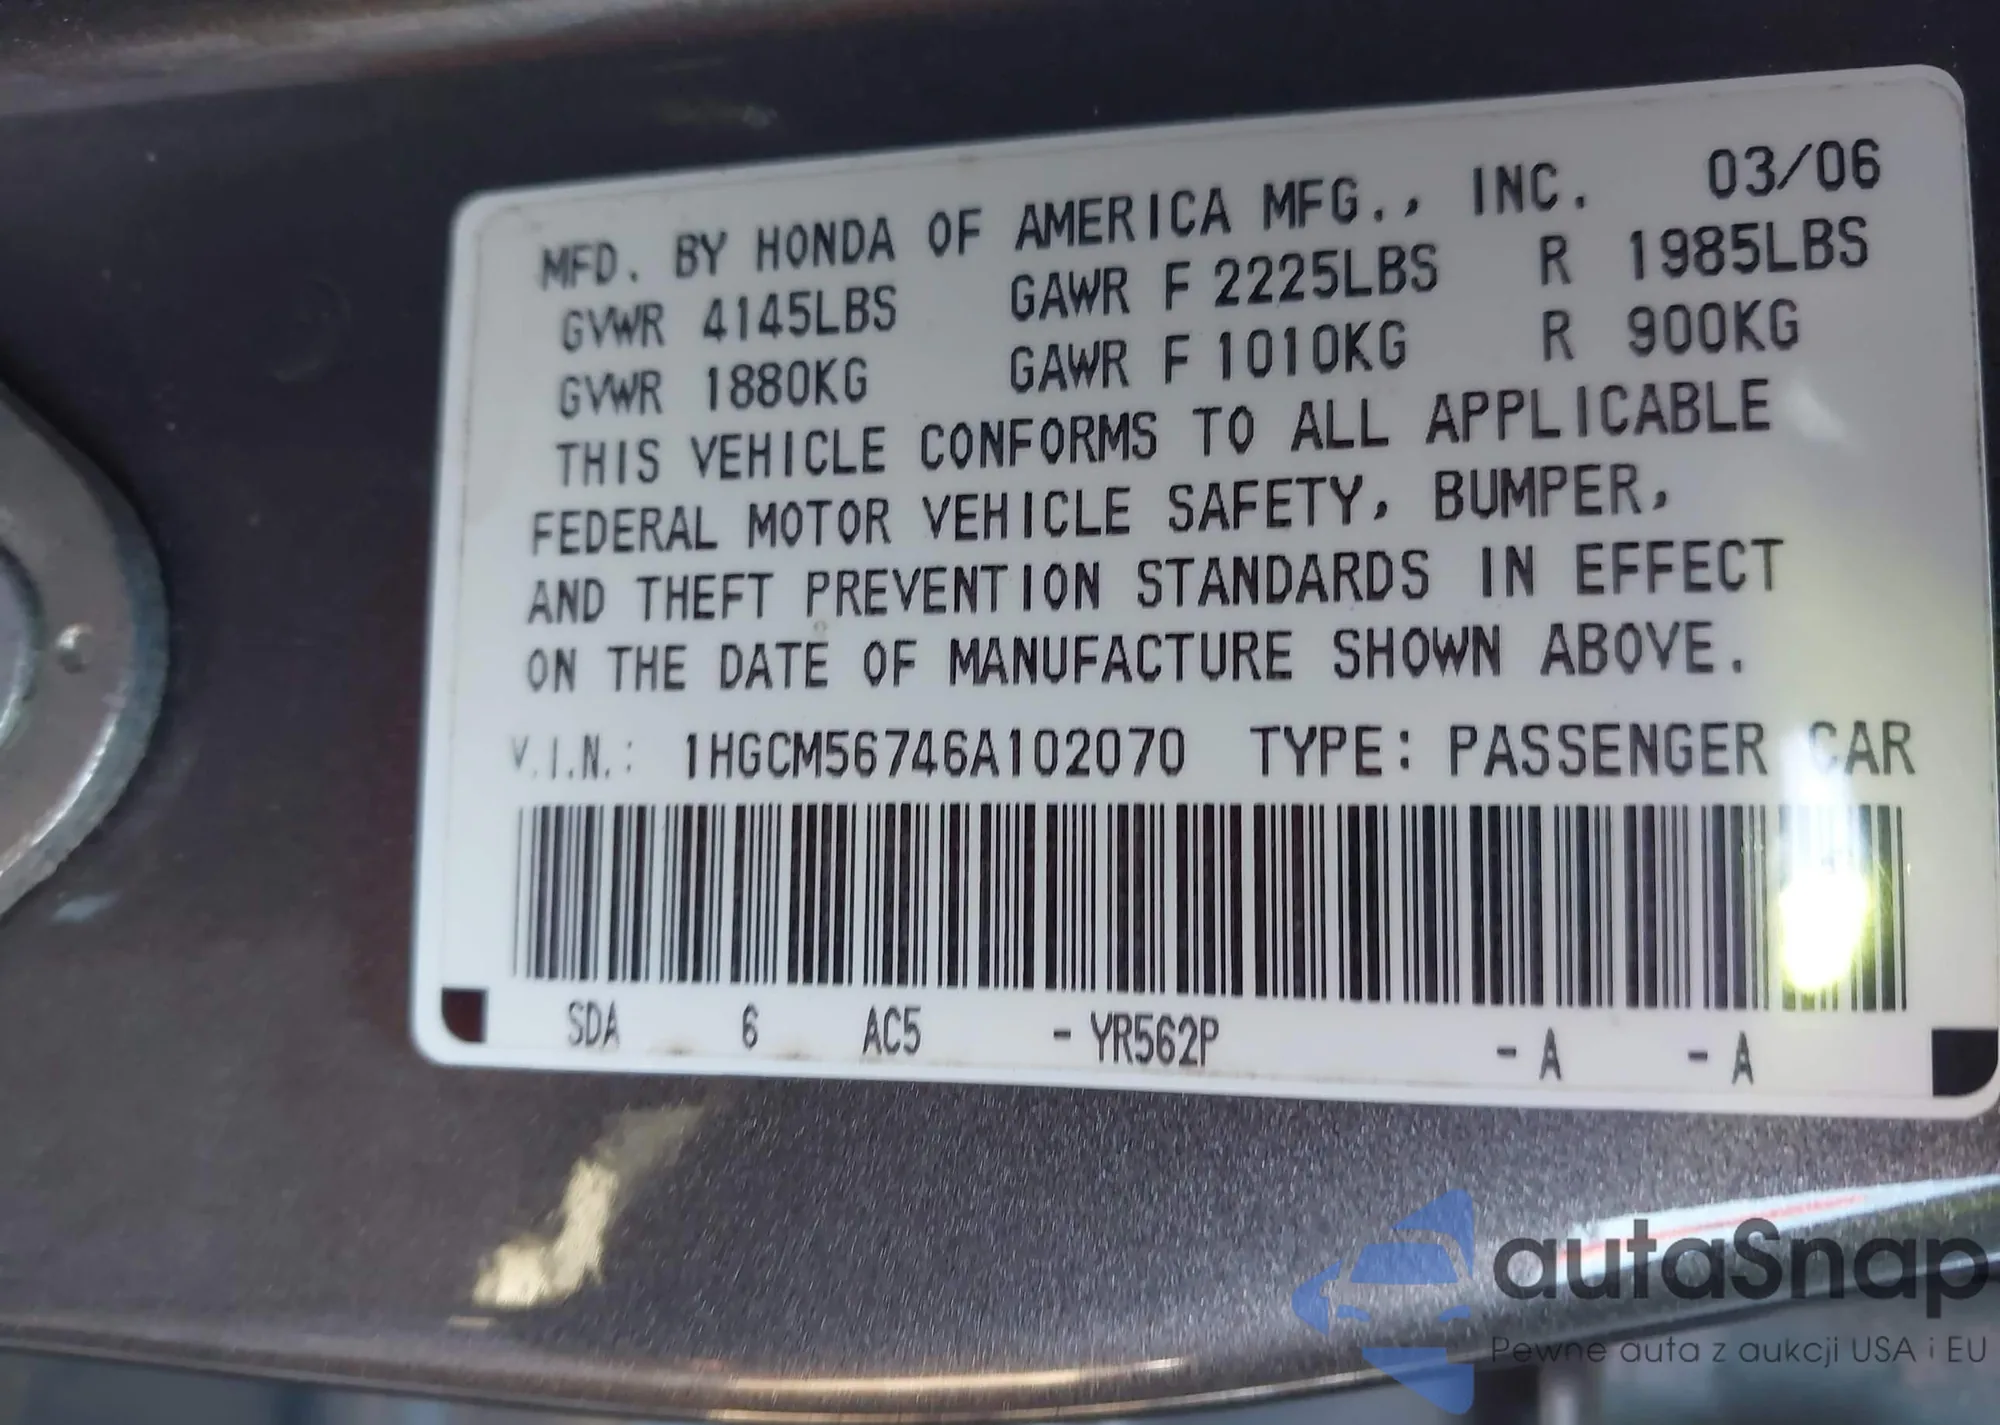 MFD. BY HONDA OF AMERICA MFG., INC. 03/06
GVWR 4145LBS GAWR F 2225LBS R 1985LBS
GVWR 1880KG GAWR F 1010KG R 900KG
THIS VEHICLE CONFORMS TO ALL APPLICABLE
FEDERAL MOTOR VEHICLE SAFETY, BUMPER,
AND THEFT PREVENTION STANDARDS IN EFFECT
ON THE DATE OF MANUFACTURE SHOWN ABOVE.
V.I.N.: 1HGCM56746A102070 TYPE: PASSENGER CAR
SDA 6 AC5 - YR562P - A - A
autaSnap
Pewne auta z aukcji USA i EU